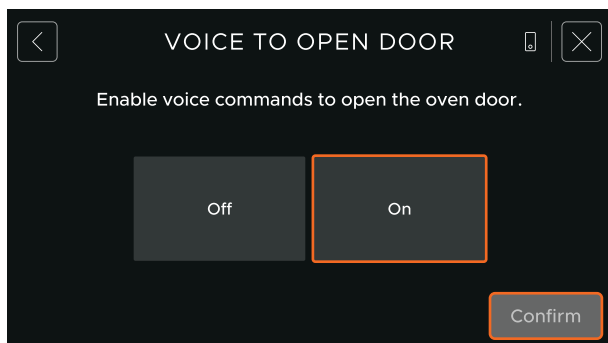 VOICE TO OPEN DOOR
Enable voice commands to open the oven door.
Off
On
Confirm